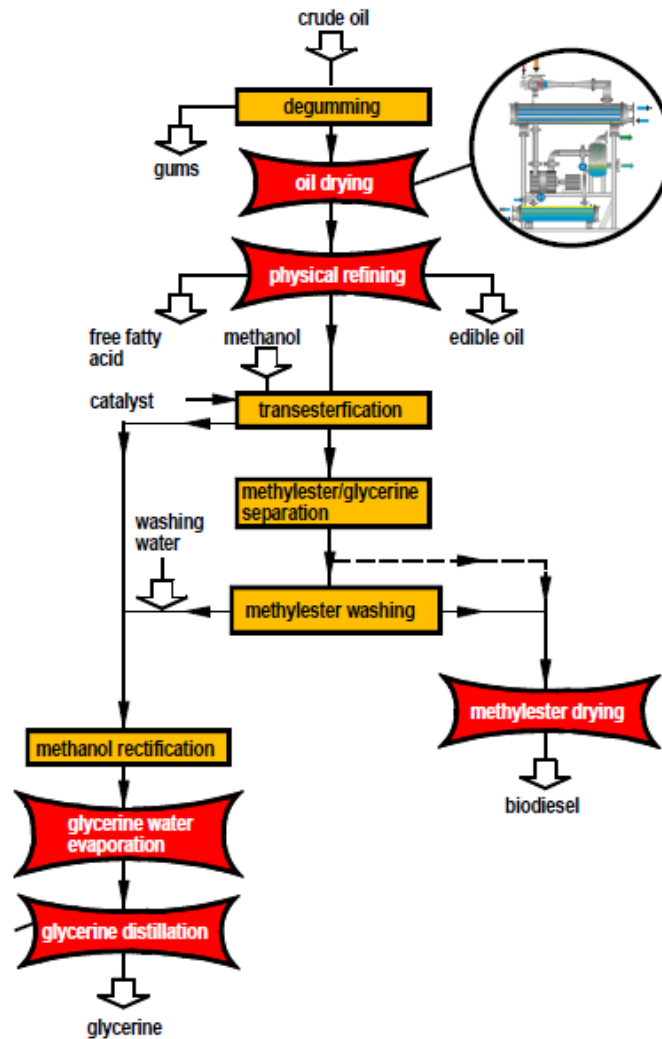 crude oil
degumming
gums
oil drying
physical refining
free fatty
acid
methanol
edible oil
catalyst
transesterfication
methylester/glycerine
separation
washing
water
methylester washing
methylester drying
methanol rectification
biodiesel
glycerine water
evaporation
glycerine distillation
glycerine